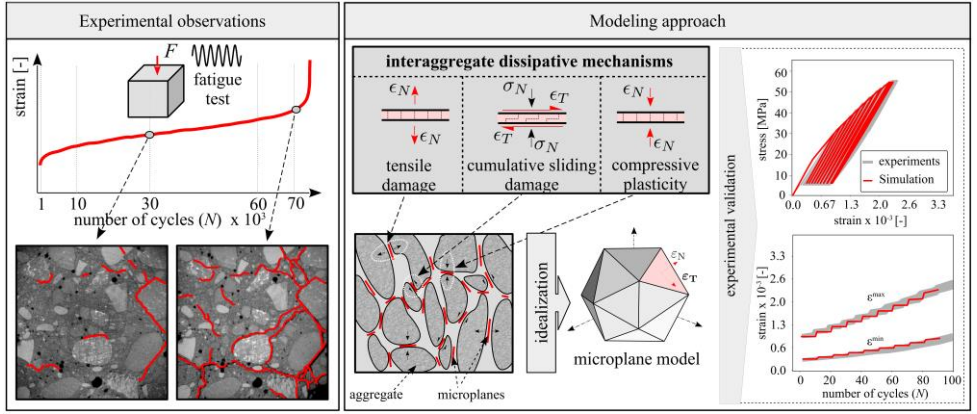 Experimental observations
strain [-]
F
fatigue
test
1 10 30 50 70
number of cycles (N) x 10³
Modeling approach
interaggregate dissipative mechanisms
ϵN
ϵN
tensile
damage
σN
ϵT
ϵT
σN
cumulative sliding
damage
ϵN
ϵN
compressive
plasticity
aggregate
microplanes
idealization
εN
εT
microplane model
experimental validation
stress [MPa]
60
50
40
30
20
10
0
experiments
Simulation
0.0 0.67 1.3 2.0 2.7 3.3
strain x 10⁻³ [-]
strain x 10⁻³ [-]
3.3
2.6
2.0
1.3
0.6
0.0
εmax
εmin
0 20 40 60 80 100
number of cycles (N)